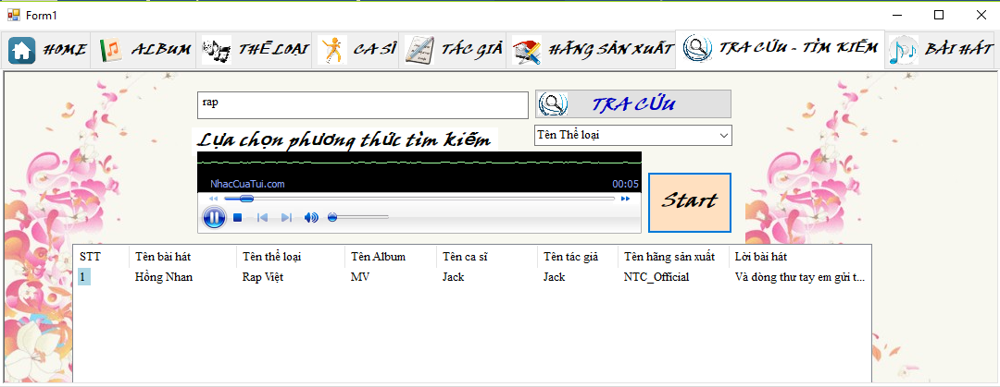 Form1
HOME ALBUM THỂ LOẠI CA SĨ TÁC GIẢ HÃNG SẢN XUẤT TRA CỨU - TÌM KIẾM BÀI HÁT
rap TRA CỨU
Lựa chọn phương thức tìm kiếm Tên Thể loại
NhacCuaTui.com 00:05
Start
STT Tên bài hát Tên thể loại Tên Album Tên ca sĩ Tên tác giả Tên hãng sản xuất Lời bài hát
1 Hồng Nhan Rap Việt MV Jack Jack NTC_Official Và dòng thư tay em gửi t...